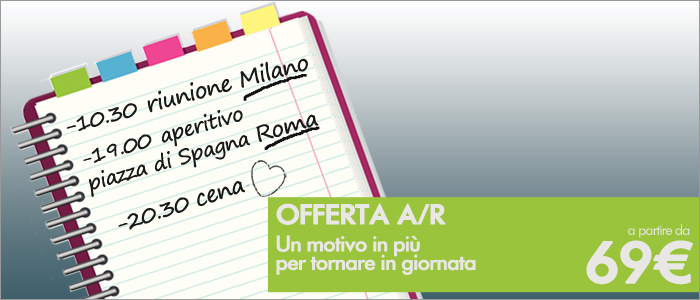 -10.30 riunione Milano
-19.00 aperitivo
piazza di Spagna Roma
-20.30 cena
OFFERTA A/R
Un motivo in più
per tornare in giornata
a partire da
69€